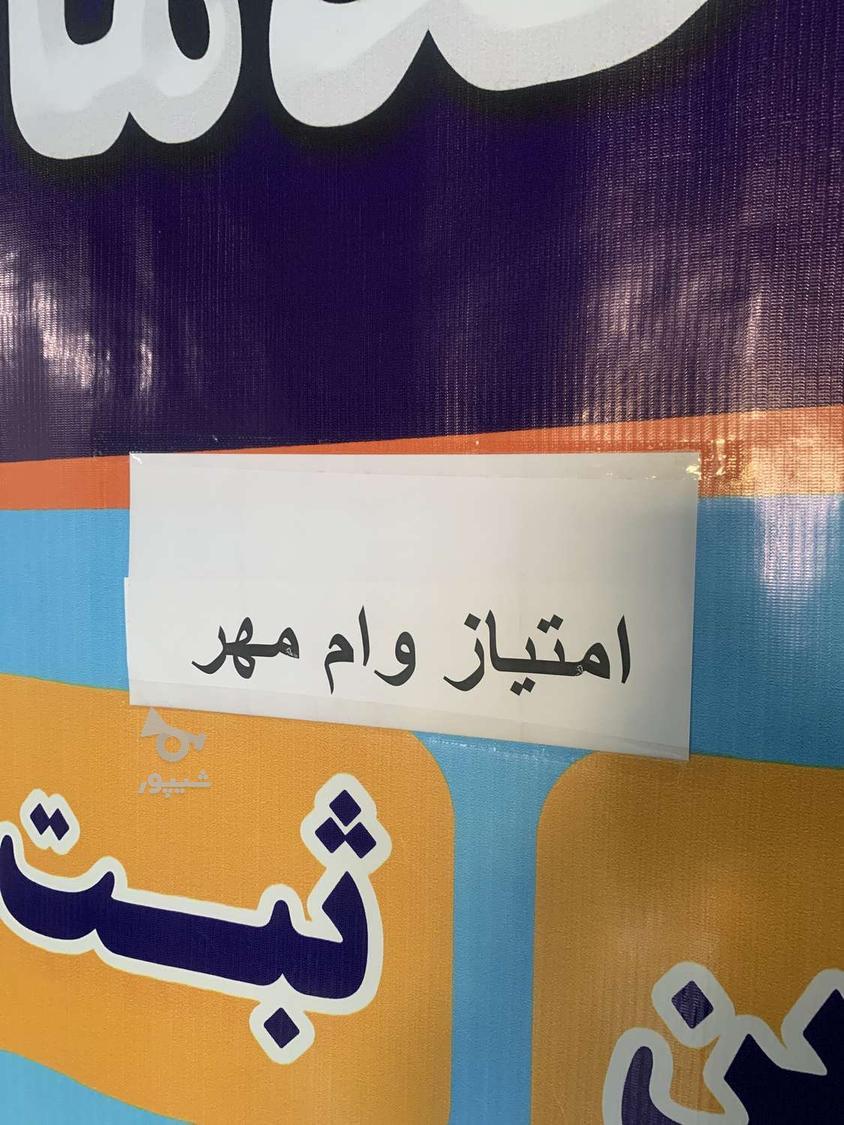 امتیاز وام مهر
شیپور
ثبت